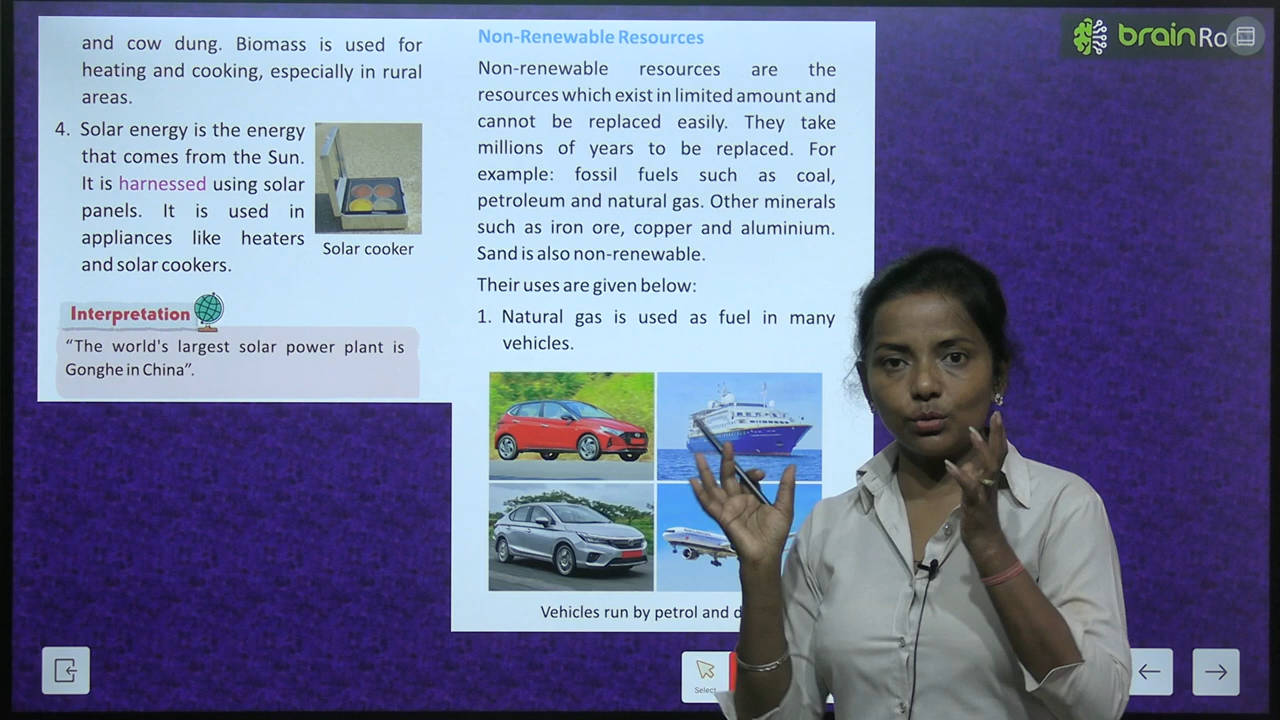 and cow dung. Biomass is used for
heating and cooking, especially in rural
areas.
4. Solar energy is the energy
that comes from the Sun.
It is harnessed using solar
panels. It is used in
appliances like heaters
and solar cookers.
Solar cooker
Interpretation
“The world's largest solar power plant is
Gonghe in China”.
Non-Renewable Resources
Non-renewable resources are the
resources which exist in limited amount and
cannot be replaced easily. They take
millions of years to be replaced. For
example: fossil fuels such as coal,
petroleum and natural gas. Other minerals
such as iron ore, copper and aluminium.
Sand is also non-renewable.
Their uses are given below:
1. Natural gas is used as fuel in many
vehicles.
Vehicles run by petrol and
brain
Select